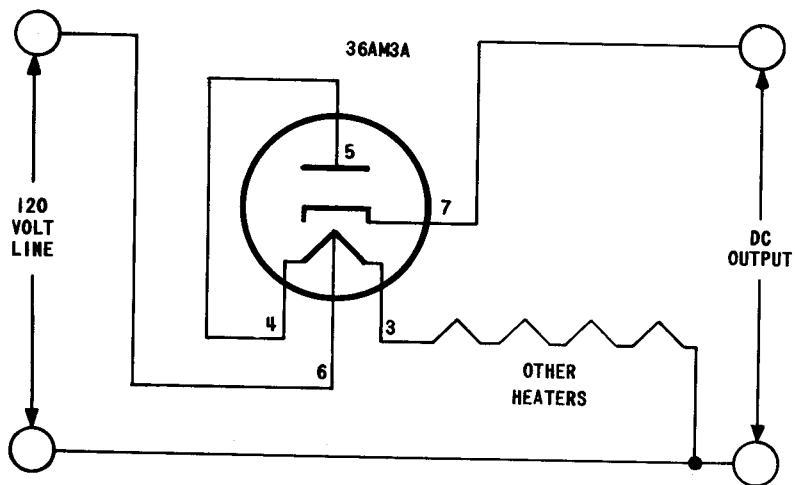 36AM3A
5
7
120
VOLT
LINE
DC
OUTPUT
4
3
6
OTHER
HEATERS